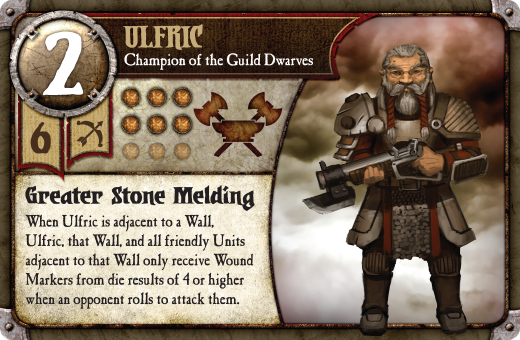 2
ULFRIC
Champion of the Guild Dwarves
6
Greater Stone Melding
When Ulfric is adjacent to a Wall,
Ulfric, that Wall, and all friendly Units
adjacent to that Wall only receive Wound
Markers from die results of 4 or higher
when an opponent rolls to attack them.